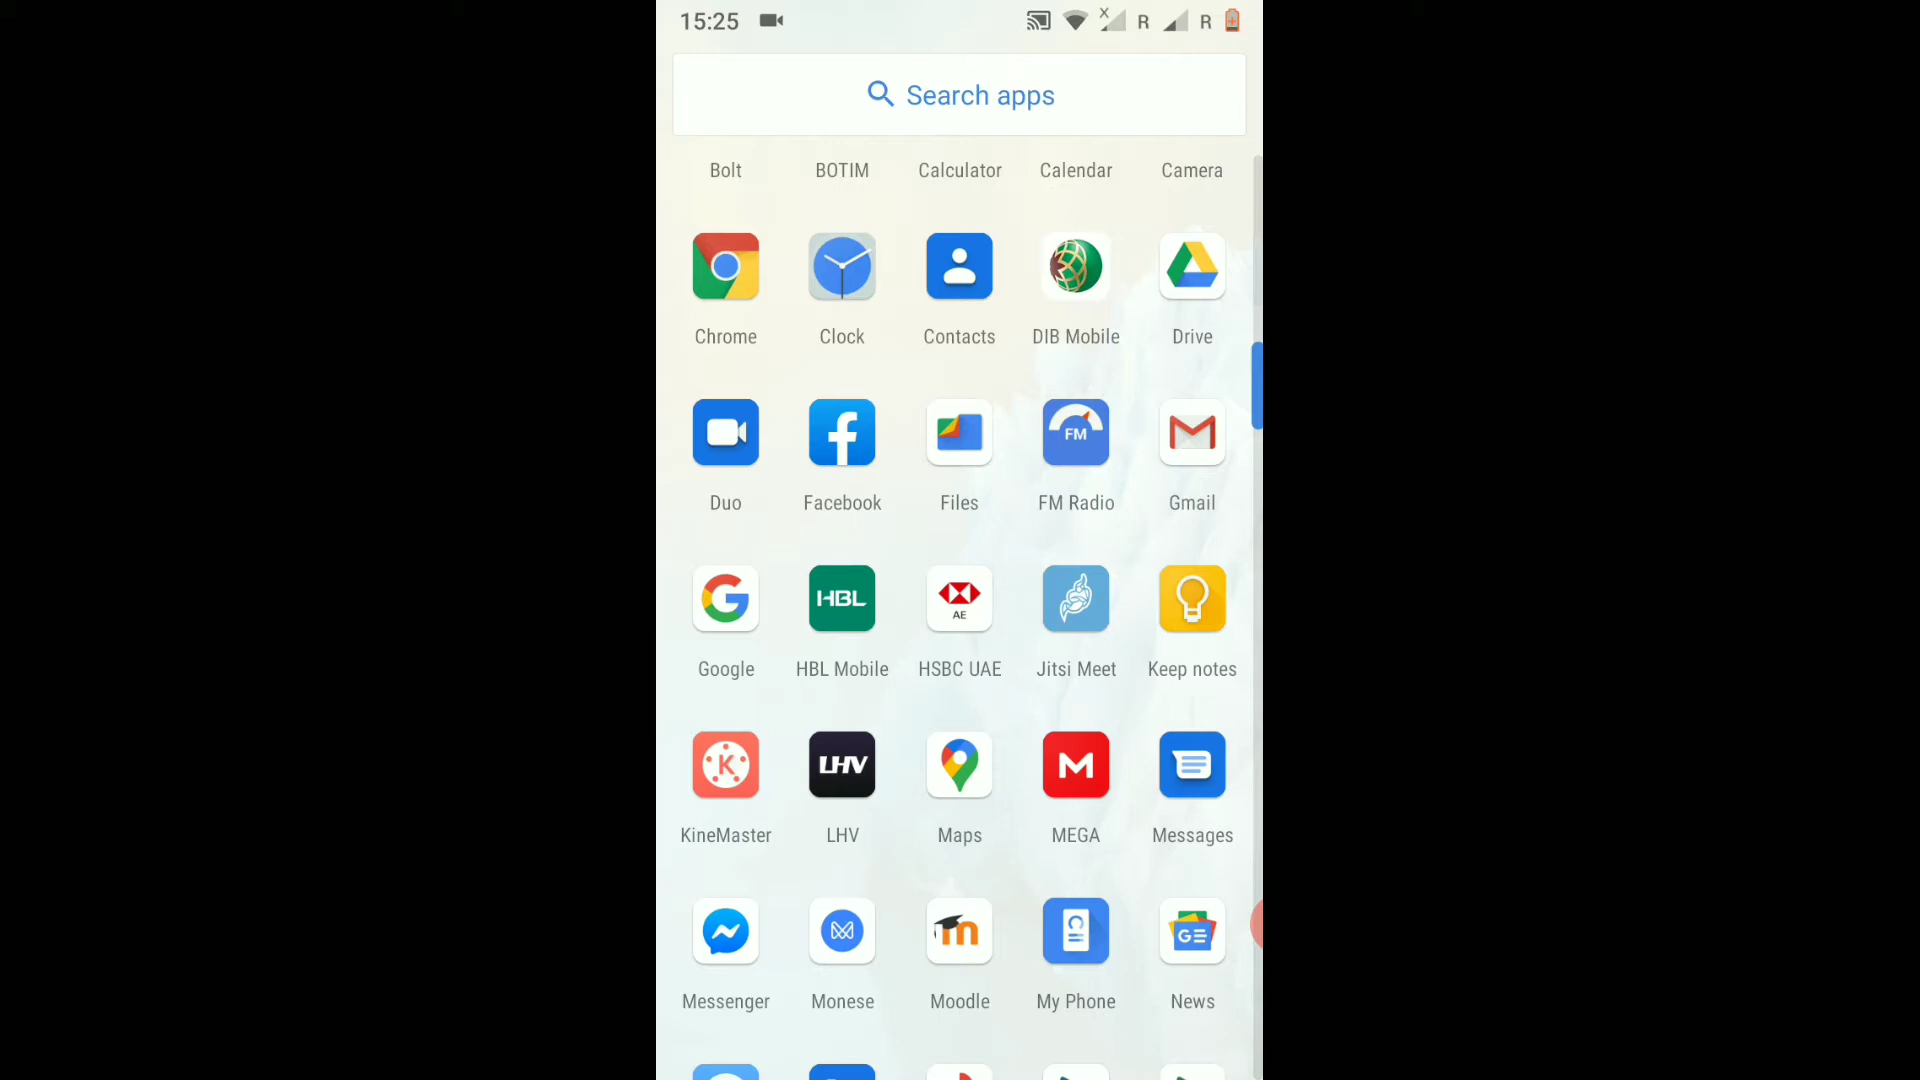 15:25 X R R
Search apps
Bolt BOTIM Calculator Calendar Camera
Chrome Clock Contacts DIB Mobile Drive
FM
Duo Facebook Files FM Radio Gmail
HBL AE
Google HBL Mobile HSBC UAE Jitsi Meet Keep notes
K LHV M
KineMaster LHV Maps MEGA Messages
m GE
Messenger Monese Moodle My Phone News